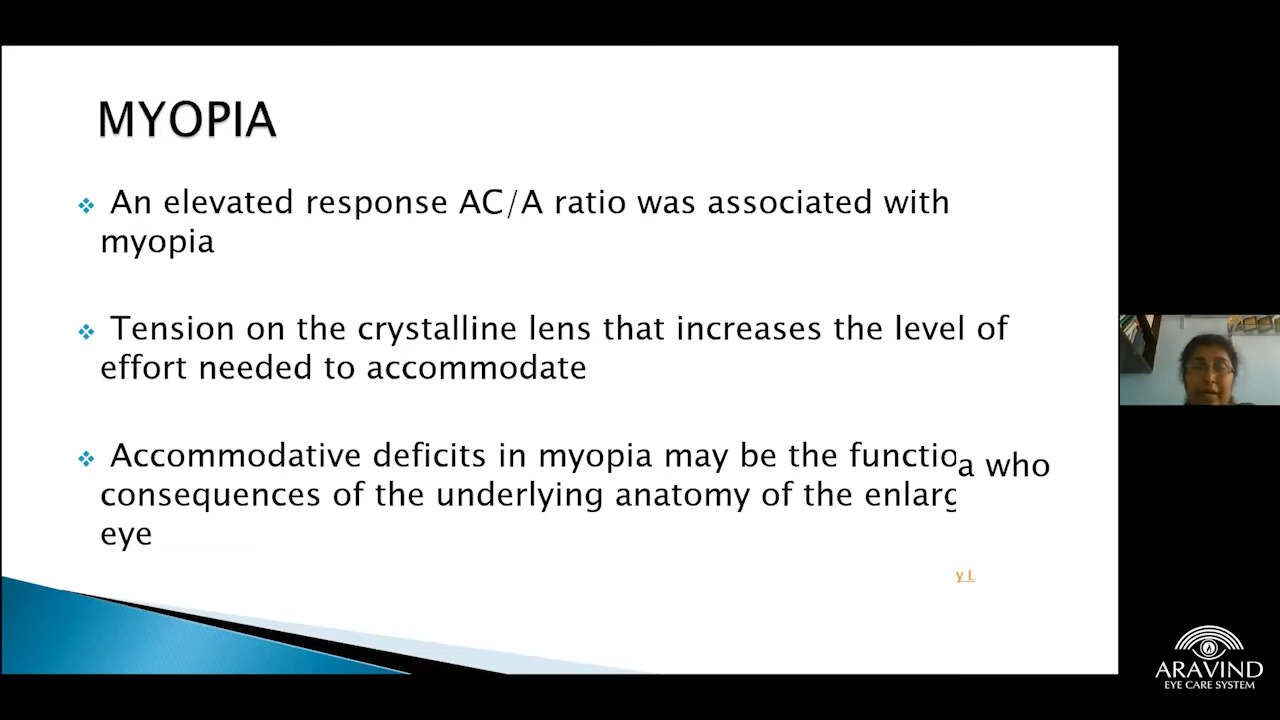 MYOPIA
An elevated response AC/A ratio was associated with
myopia
Tension on the crystalline lens that increases the level of
effort needed to accommodate
Accommodative deficits in myopia may be the functio
a who
consequences of the underlying anatomy of the enlarg
eye
y L
ARAVIND
EYE CARE SYSTEM